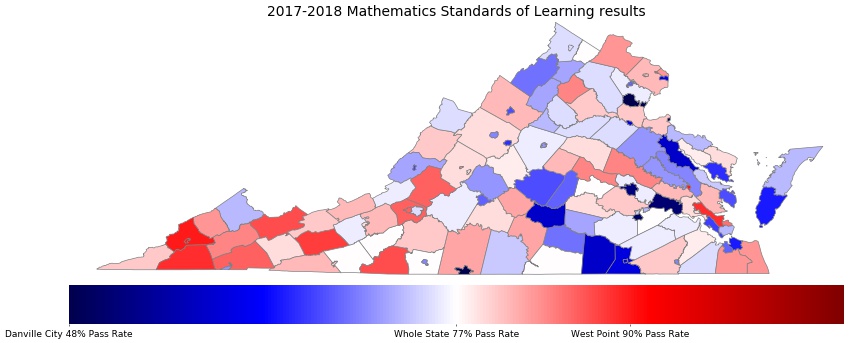 2017-2018 Mathematics Standards of Learning results
Danville City 48% Pass Rate Whole State 77% Pass Rate West Point 90% Pass Rate